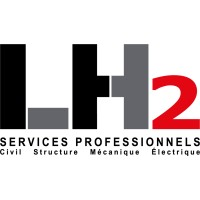 LH2
SERVICES PROFESSIONNELS
Civil Structure Mécanique Électrique